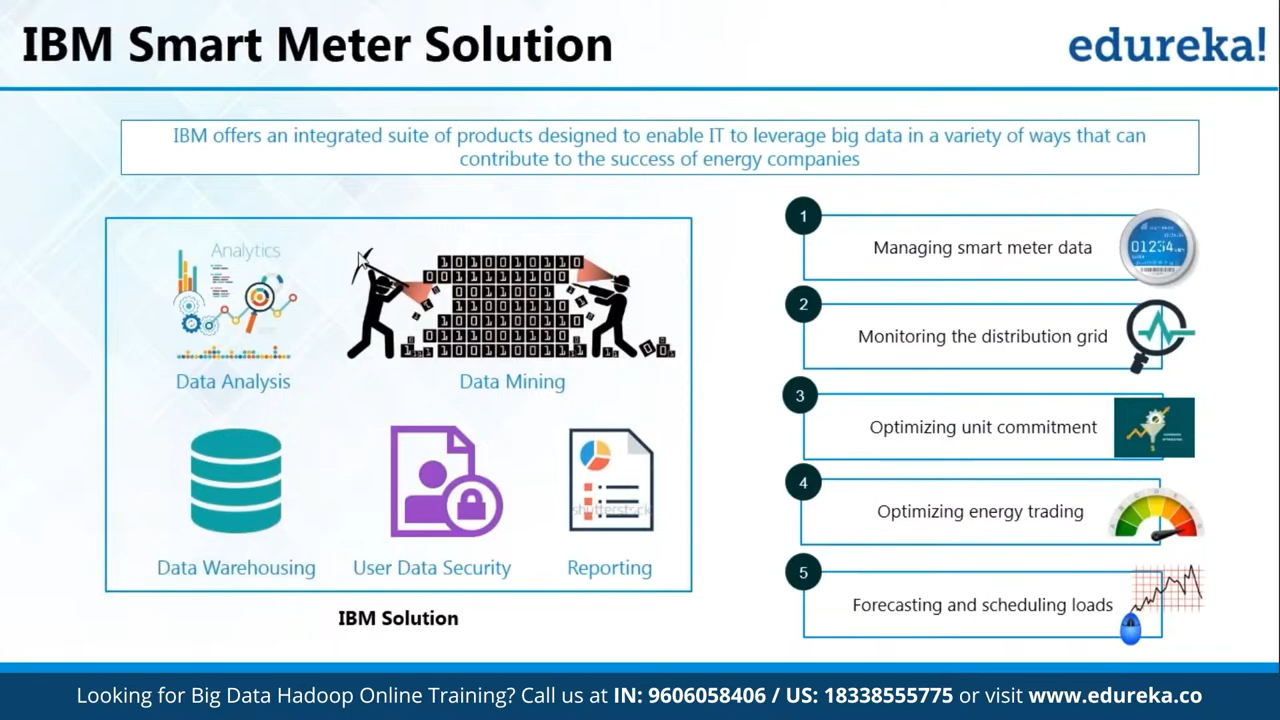 IBM Smart Meter Solution
edureka!
IBM offers an integrated suite of products designed to enable IT to leverage big data in a variety of ways that can
contribute to the success of energy companies
Analytics
Data Analysis
Data Mining
Data Warehousing
User Data Security
Reporting
shutterstock
IBM Solution
1
Managing smart meter data
01234
2
Monitoring the distribution grid
3
Optimizing unit commitment
4
Optimizing energy trading
5
Forecasting and scheduling loads
Looking for Big Data Hadoop Online Training? Call us at IN: 9606058406 / US: 18338555775 or visit www.edureka.co